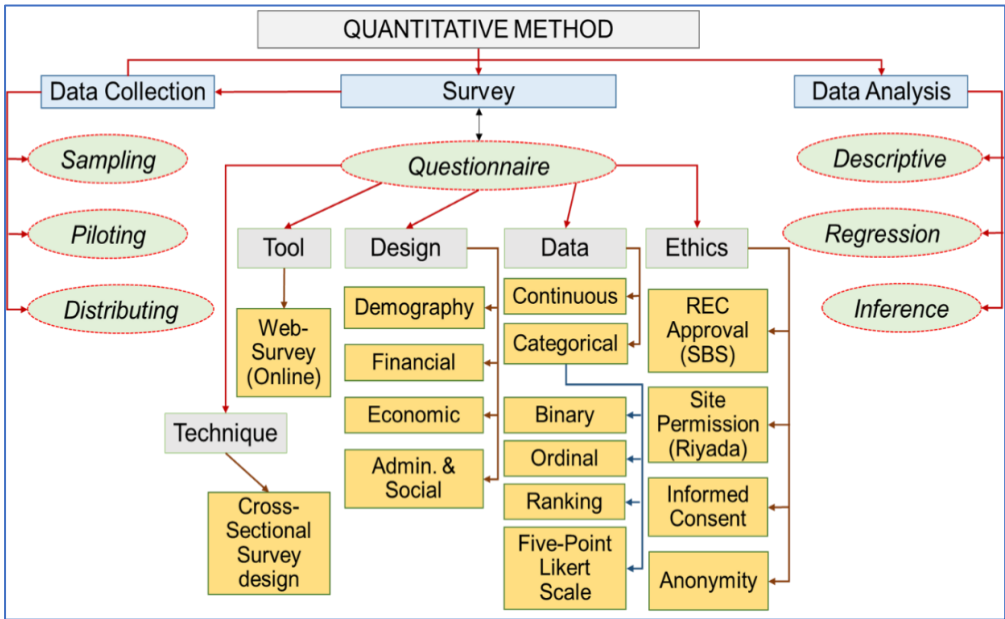 QUANTITATIVE METHOD
Data Collection
Survey
Data Analysis
Sampling
Questionnaire
Descriptive
Piloting
Tool
Design
Data
Ethics
Regression
Distributing
Inference
Web-
Survey
(Online)
Demography
Financial
Economic
Admin. &
Social
Continuous
Categorical
Binary
Ordinal
Ranking
Five-Point
Likert
Scale
REC
Approval
(SBS)
Site
Permission
(Riyada)
Informed
Consent
Anonymity
Technique
Cross-
Sectional
Survey
design